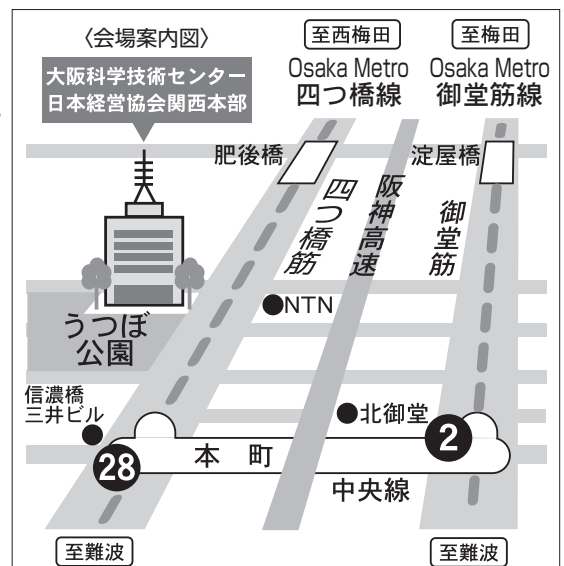 〈会場案内図〉
大阪科学技術センター
日本経営協会関西本部
至西梅田
Osaka Metro
四つ橋線
至梅田
Osaka Metro
御堂筋線
肥後橋
淀屋橋
四つ橋筋
阪神高速
御堂筋
NTN
うつぼ
公園
信濃橋
三井ビル
北御堂
2
28
本町
中央線
至難波
至難波